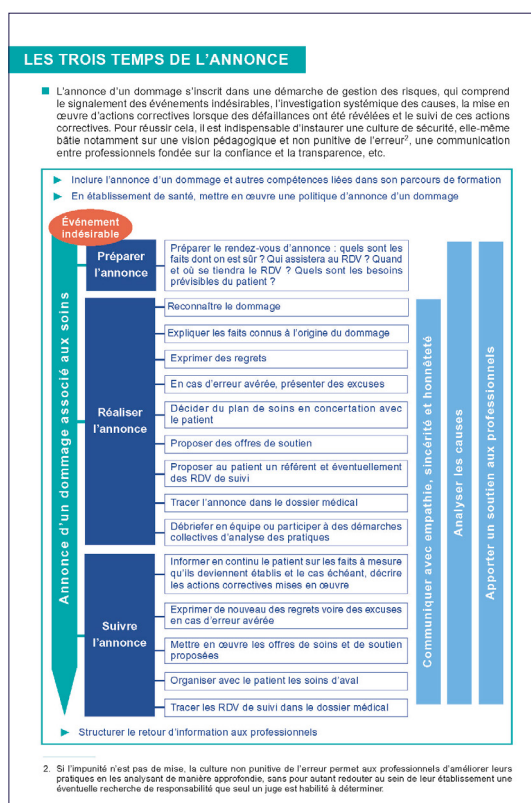 LES TROIS TEMPS DE L'ANNONCE
L'annonce d'un dommage s'inscrit dans une démarche de gestion des risques, qui comprend
le signalement des événements indésirables, l'investigation systémique des causes, la mise en
œuvre d'actions correctives lorsque des défaillances ont été révélées et le suivi de ces actions
correctives. Pour réussir cela, il est indispensable d'instaurer une culture de sécurité, elle-même
bâtie notamment sur une vision pédagogique et non punitive de l'erreur², une communication
entre professionnels fondée sur la confiance et la transparence, etc.
Inclure l'annonce d'un dommage et autres compétences liées dans son parcours de formation
En établissement de santé, mettre en œuvre une politique d'annonce d'un dommage
Événement
indésirable
Annonce d'un dommage associé aux soins
Préparer
l'annonce
Préparer le rendez-vous d'annonce : quels sont les
faits dont on est sûr ? Qui assistera au RDV ? Quand
et où se tiendra le RDV ? Quels sont les besoins
prévisibles du patient ?
Réaliser
l'annonce
Reconnaître le dommage
Expliquer les faits connus à l'origine du dommage
Exprimer des regrets
En cas d'erreur avérée, présenter des excuses
Décider du plan de soins en concertation avec
le patient
Proposer des offres de soutien
Proposer au patient un référent et éventuellement
des RDV de suivi
Tracer l'annonce dans le dossier médical
Débriefer en équipe ou participer à des démarches
collectives d'analyse des pratiques
Suivre
l'annonce
Informer en continu le patient sur les faits à mesure
qu'ils deviennent établis et le cas échéant, décrire
les actions correctives mises en œuvre
Exprimer de nouveau des regrets voire des excuses
en cas d'erreur avérée
Mettre en œuvre les offres de soins et de soutien
proposées
Organiser avec le patient les soins d'aval
Tracer les RDV de suivi dans le dossier médical
Communiquer avec empathie, sincérité et honnêteté
Analyser les causes
Apporter un soutien aux professionnels
Structurer le retour d'information aux professionnels
2. Si l'impunité n'est pas de mise, la culture non punitive de l'erreur permet aux professionnels d'améliorer leurs
pratiques en les analysant de manière approfondie, sans pour autant redouter au sein de leur établissement une
éventuelle recherche de responsabilité que seul un juge est habilité à déterminer.